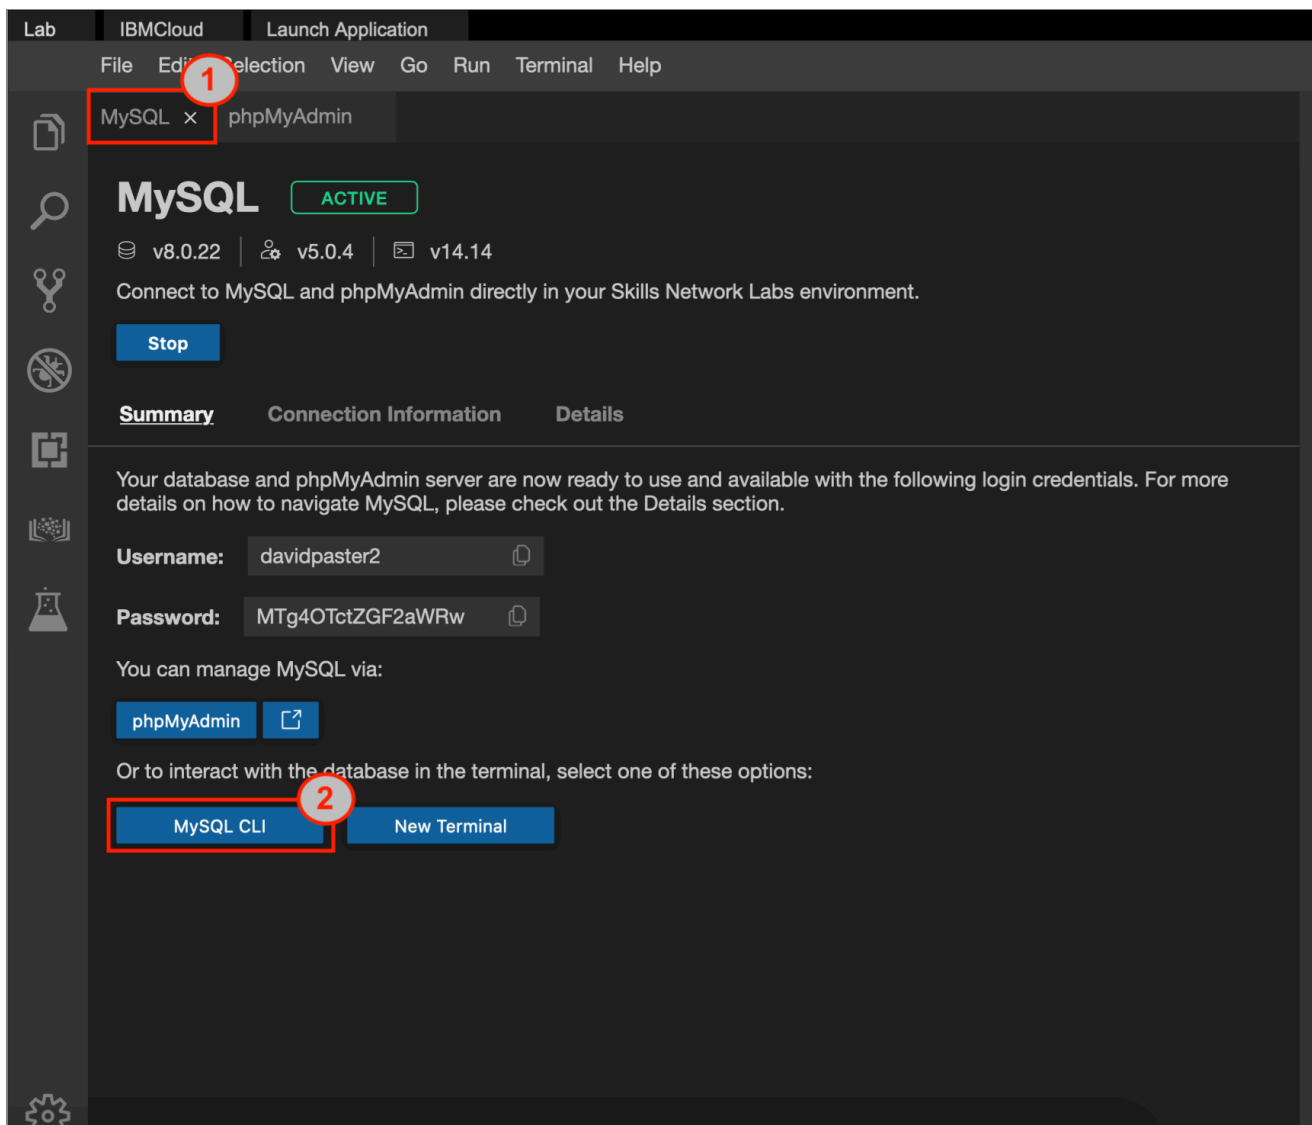 Lab IBMCloud Launch Application
File Edi Selection View Go Run Terminal Help
1
MySQL × phpMyAdmin
MySQL ACTIVE
v8.0.22 v5.0.4 v14.14
Connect to MySQL and phpMyAdmin directly in your Skills Network Labs environment.
Stop
Summary Connection Information Details
Your database and phpMyAdmin server are now ready to use and available with the following login credentials. For more
details on how to navigate MySQL, please check out the Details section.
Username: davidpaster2
Password: MTg4OTctZGF2aWRw
You can manage MySQL via:
phpMyAdmin
Or to interact with the database in the terminal, select one of these options:
2
MySQL CLI New Terminal